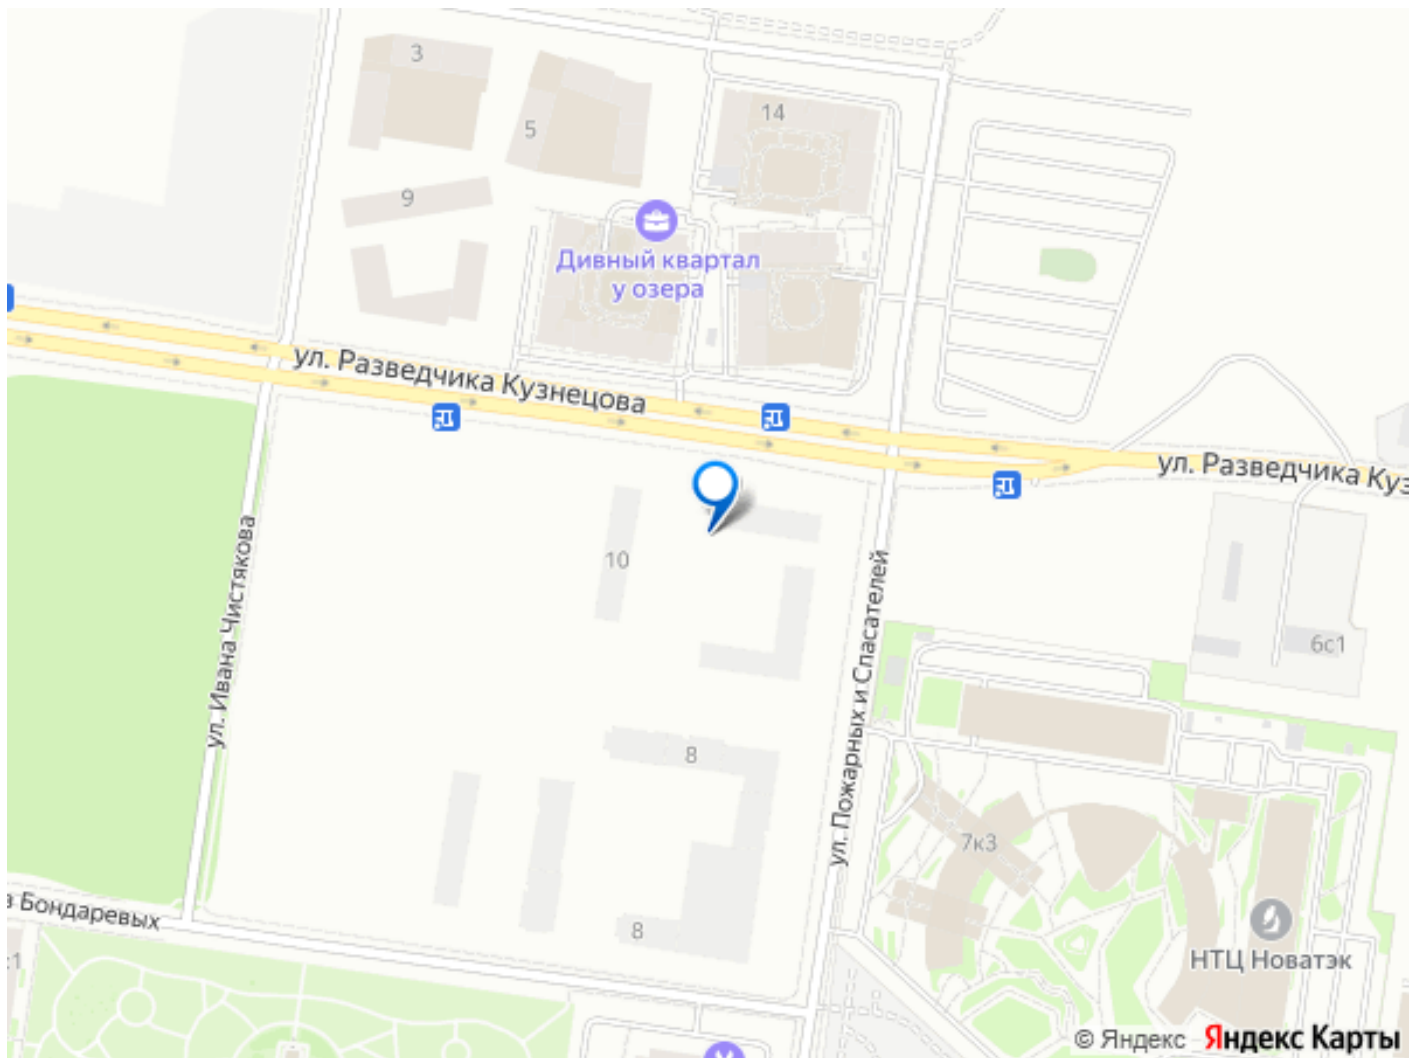 3
5
14
9
Дивный квартал
у озера
ул. Разведчика Кузнецова
ул. Разведчика Куз
10
ул. Ивана Чистякова
ул. Пожарных и Спасателей
6с1
8
7к3
8
Бондаревых
НТЦ Новатэк
© Яндекс Яндекс Карты